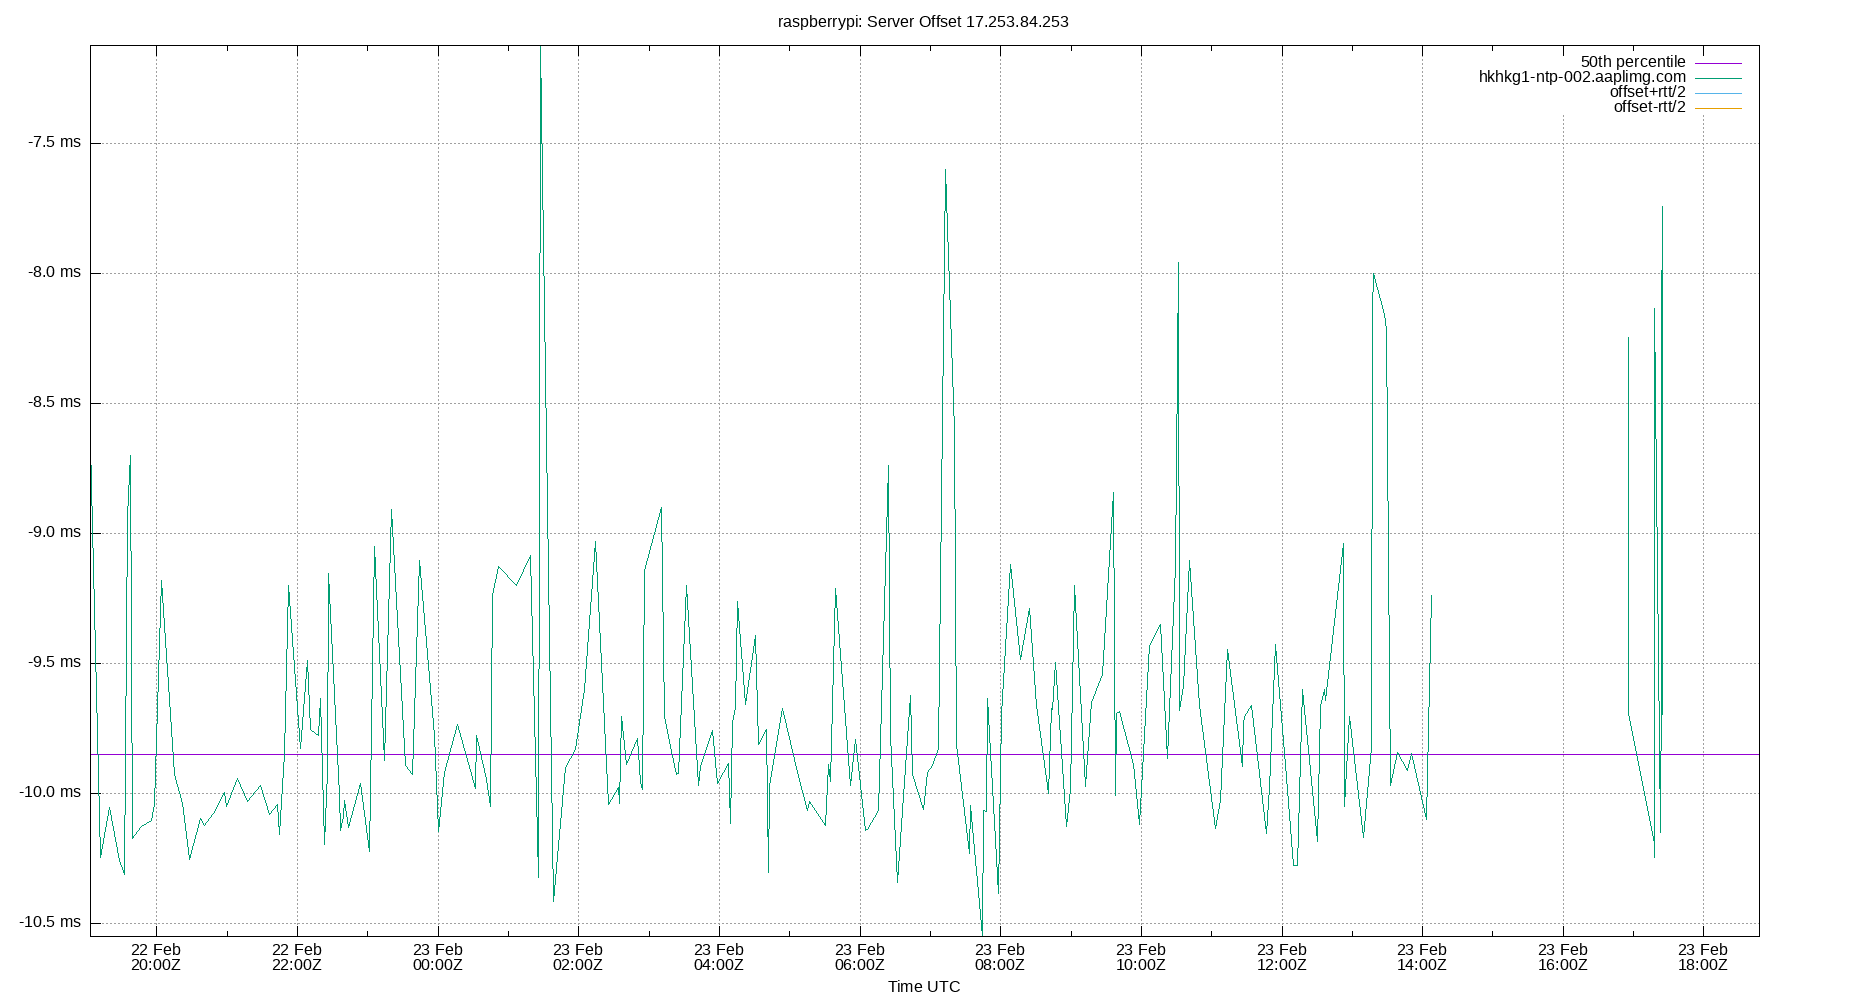 raspberrypi: Server Offset 17.253.84.253
50th percentile
hkhkg1-ntp-002.aaplimg.com
offset+rtt/2
offset-rtt/2
-7.5 ms
-8.0 ms
-8.5 ms
-9.0 ms
-9.5 ms
-10.0 ms
-10.5 ms
22 Feb 22 Feb 23 Feb 23 Feb 23 Feb 23 Feb 23 Feb 23 Feb 23 Feb 23 Feb 23 Feb 23 Feb
20:00Z 22:00Z 00:00Z 02:00Z 04:00Z 06:00Z 08:00Z 10:00Z 12:00Z 14:00Z 16:00Z 18:00Z
Time UTC